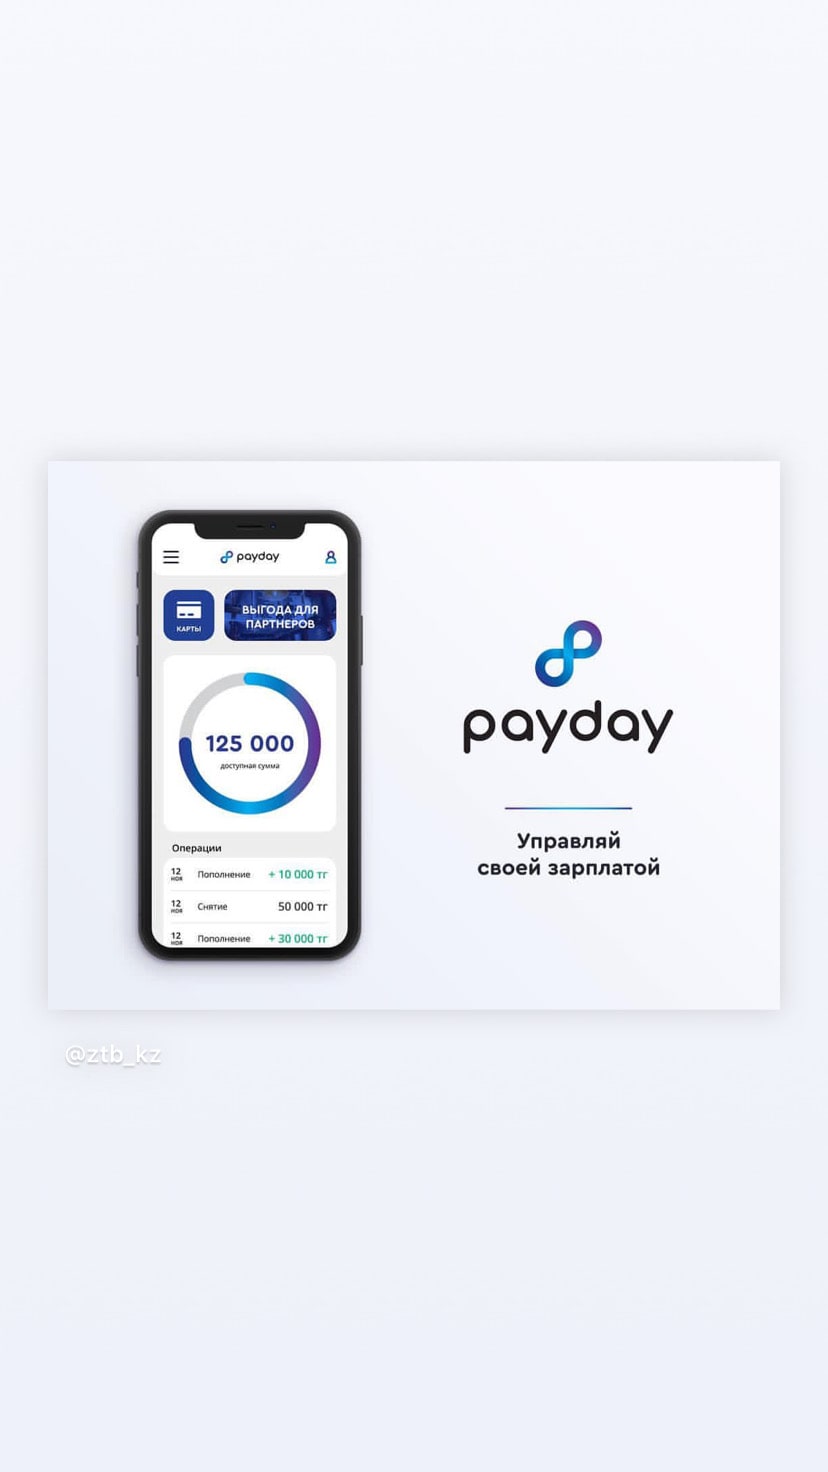 payday
КАРТЫ
ВЫГОДА ДЛЯ
ПАРТНЕРОВ
125 000
доступная сумма
Операции
12 ноя Пополнение + 10 000 тг
12 ноя Снятие 50 000 тг
12 ноя Пополнение + 30 000 тг
payday
Управляй
своей зарплатой
@ztb_kz